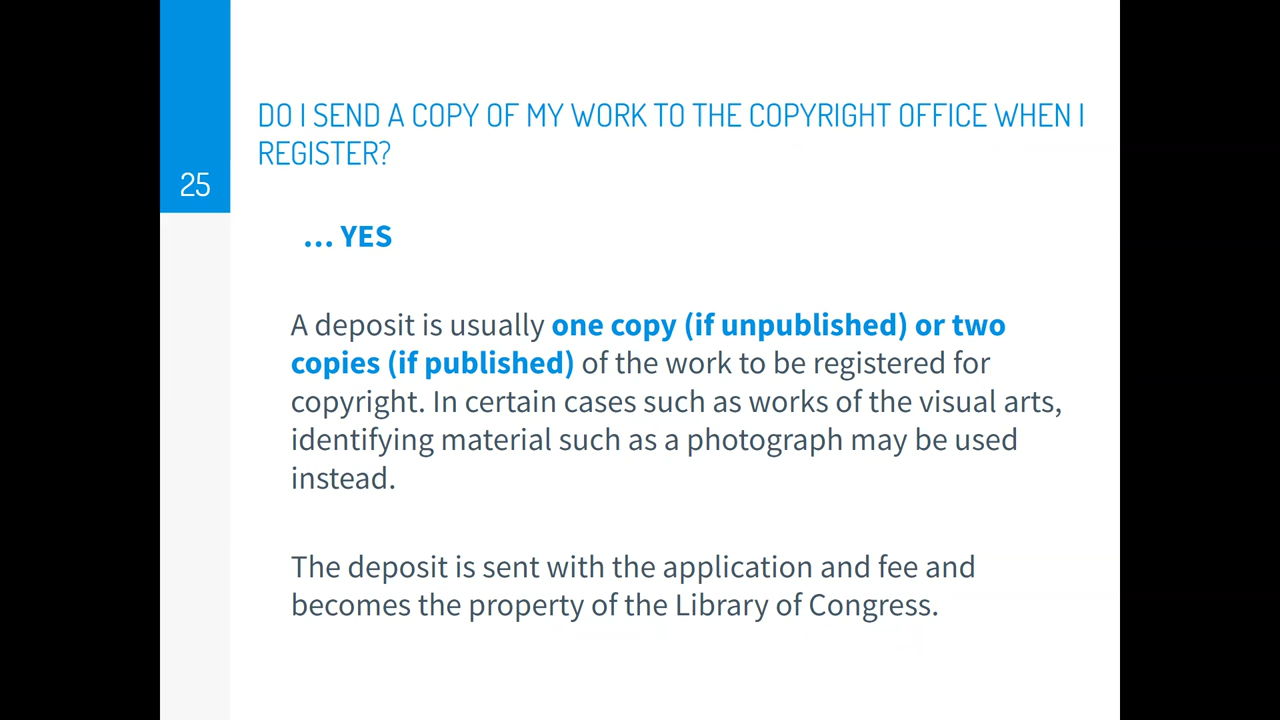 DO I SEND A COPY OF MY WORK TO THE COPYRIGHT OFFICE WHEN I
REGISTER?
25
... YES
A deposit is usually one copy (if unpublished) or two
copies (if published) of the work to be registered for
copyright. In certain cases such as works of the visual arts,
identifying material such as a photograph may be used
instead.
The deposit is sent with the application and fee and
becomes the property of the Library of Congress.